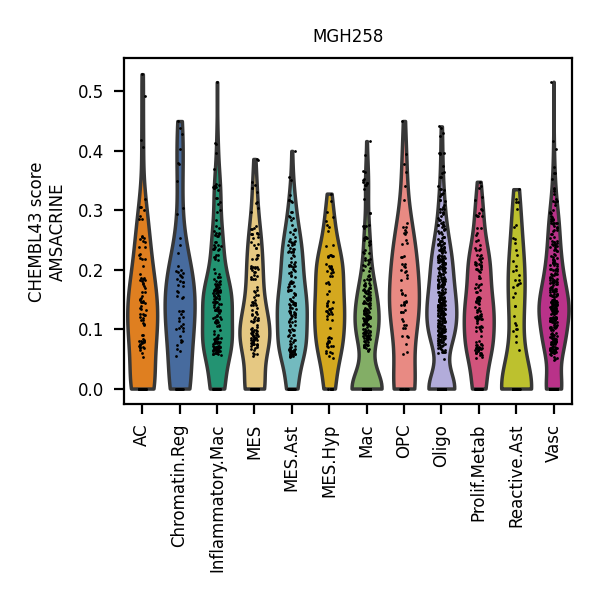 MGH258
CHEMBL43 score
AMSACRINE
0.5
0.4
0.3
0.2
0.1
0.0
AC
Chromatin.Reg
Inflammatory.Mac
MES
MES.Ast
MES.Hyp
Mac
OPC
Oligo
Prolif.Metab
Reactive.Ast
Vasc